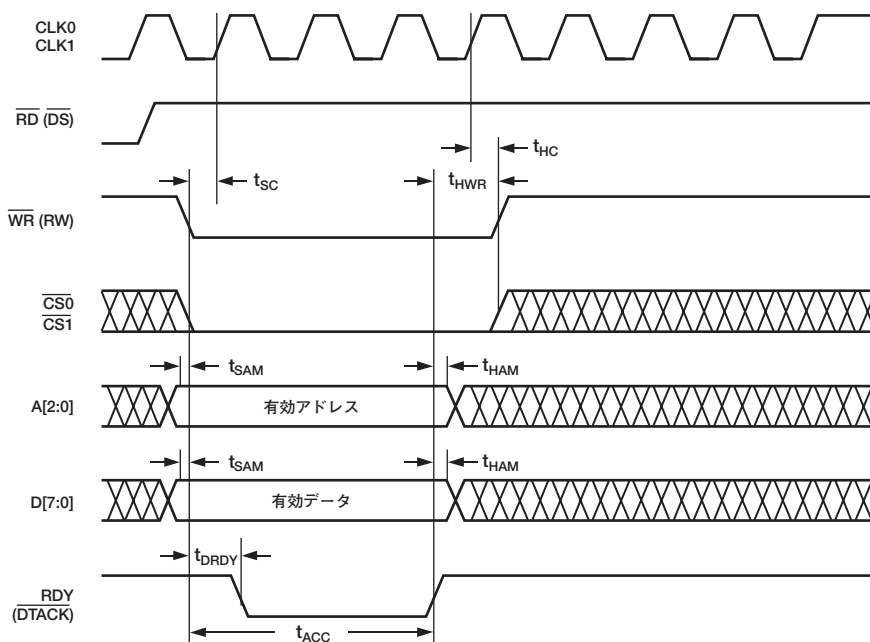 CLK0
CLK1
RD (DS)
tHC
tSC
tHWR
WR (RW)
CS0
CS1
tSAM
tHAM
A[2:0]
有効アドレス
tSAM
tHAM
D[7:0]
有効データ
tDRDY
RDY
(DTACK)
tACC